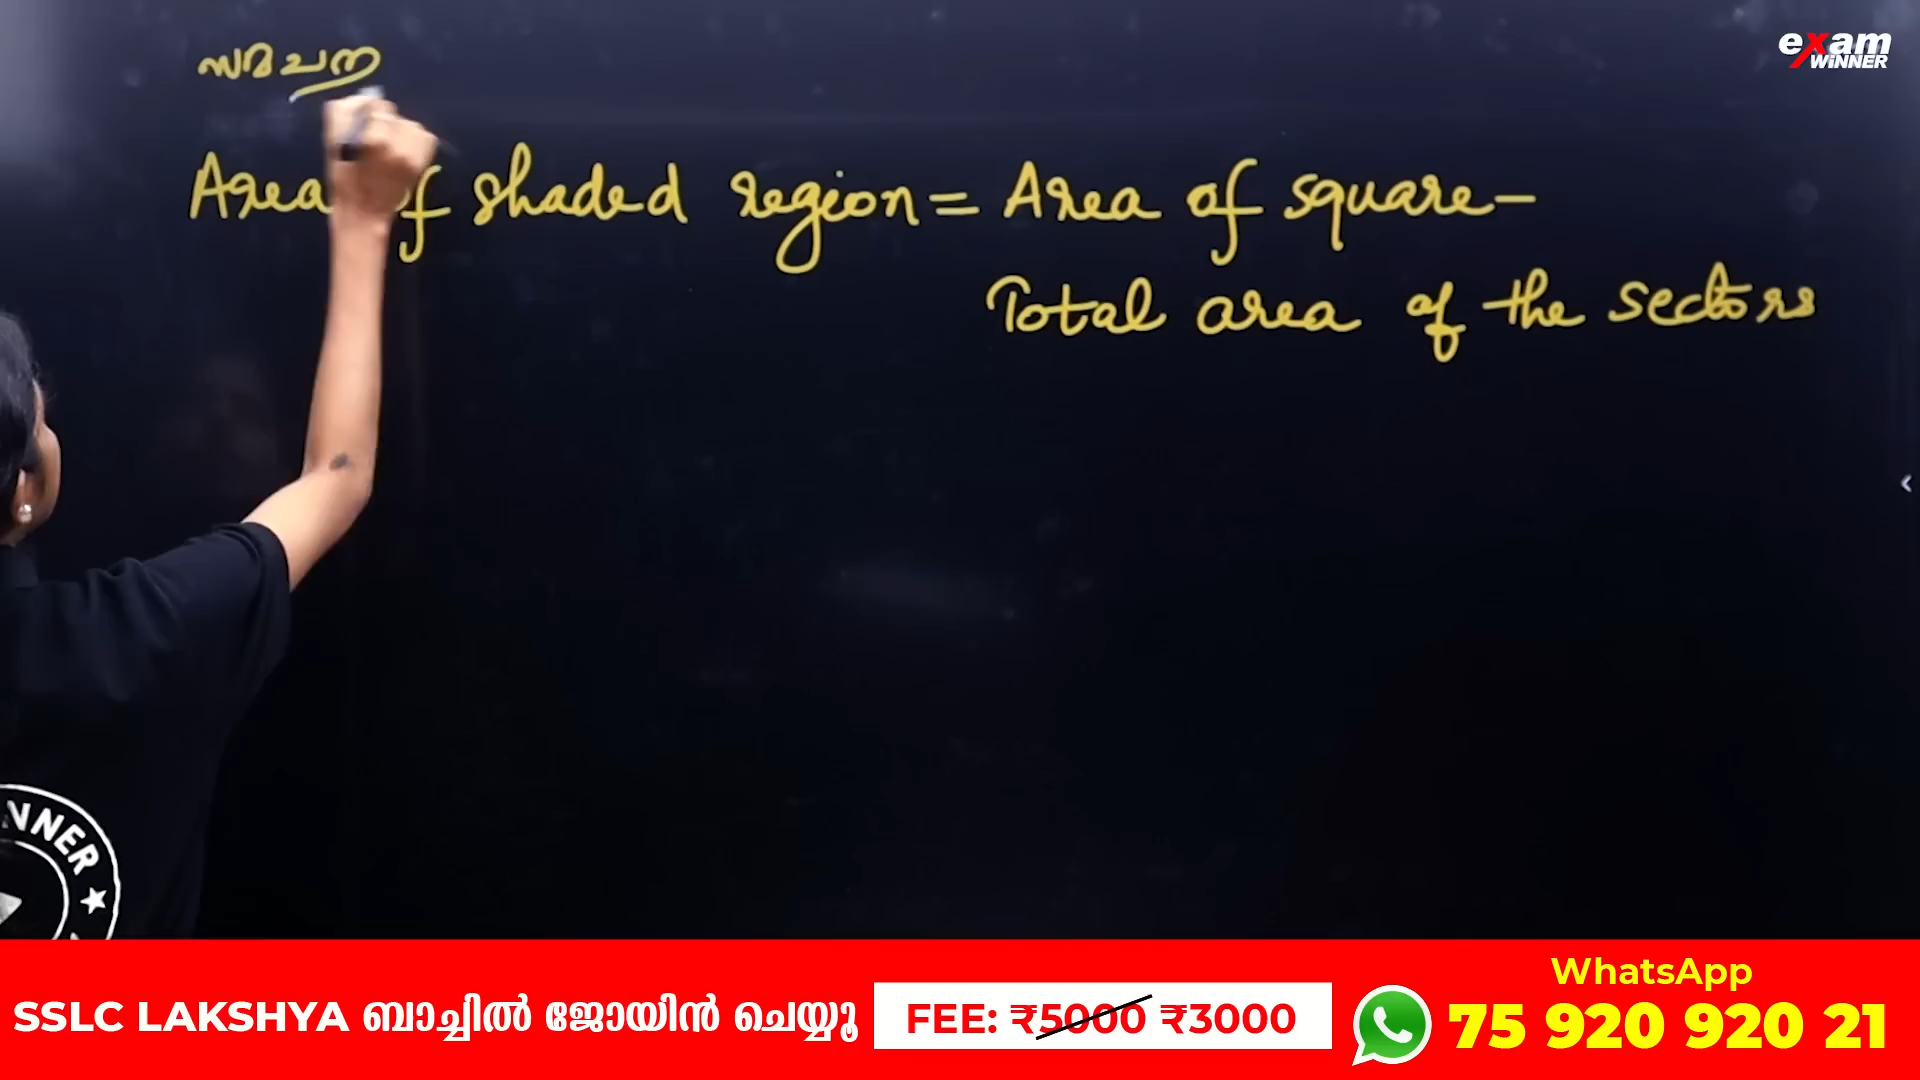 സമചതു
exam
WINNER
Area of shaded region = Area of square -
Total area of the sectors
NNER
SSLC LAKSHYA ബാച്ചിൽ ജോയിൻ ചെയ്യൂ
FEE: ₹5000 ₹3000
WhatsApp
75 920 920 21